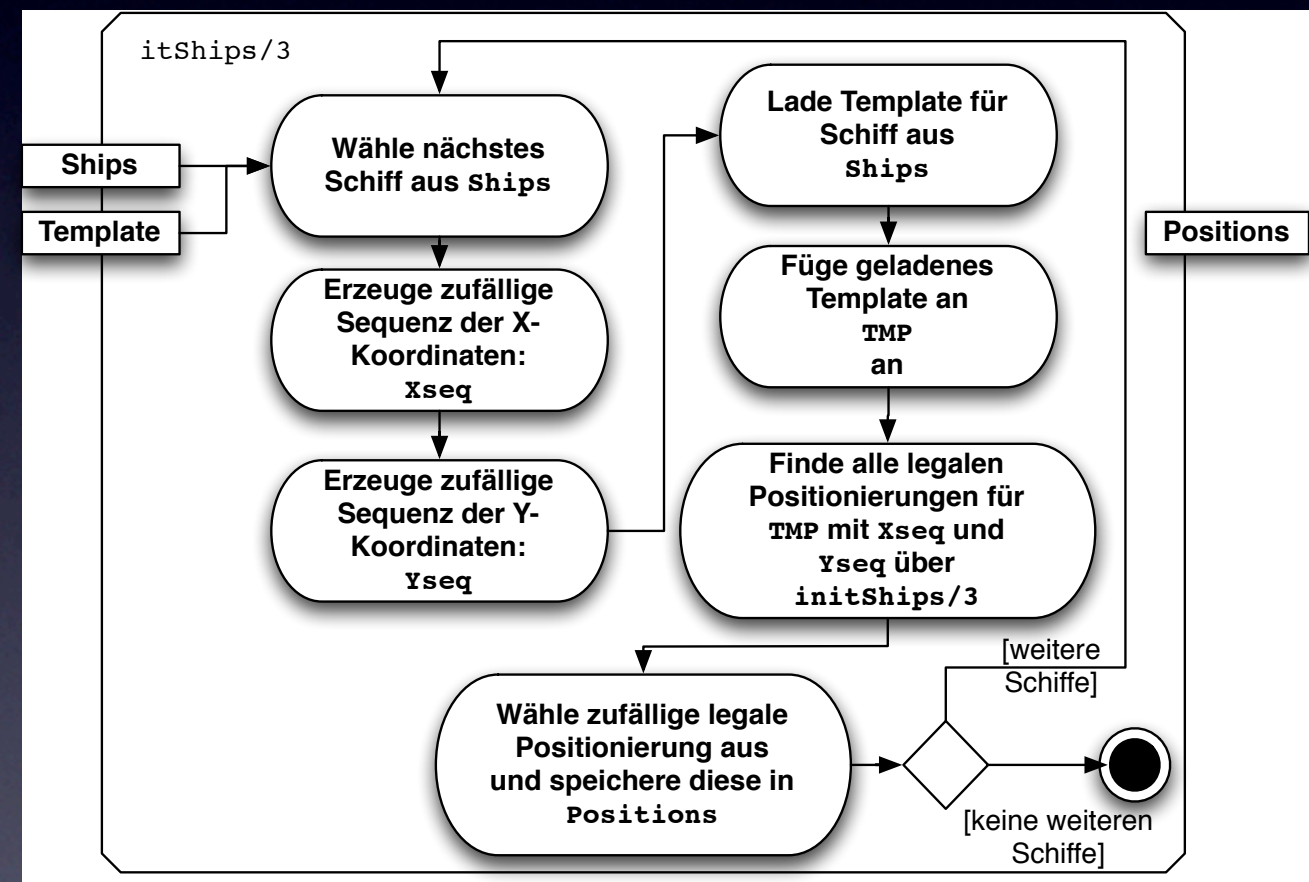 itShips/3
Ships
Template
Wähle nächstes
Schiff aus Ships
Erzeuge zufällige
Sequenz der X-
Koordinaten:
Xseq
Erzeuge zufällige
Sequenz der Y-
Koordinaten:
Yseq
Lade Template für
Schiff aus
Ships
Füge geladenes
Template an
TMP
an
Finde alle legalen
Positionierungen für
TMP mit Xseq und
Yseq über
initShips/3
Wähle zufällige legale
Positionierung aus
und speichere diese in
Positions
[weitere
Schiffe]
[keine weiteren
Schiffe]
Positions